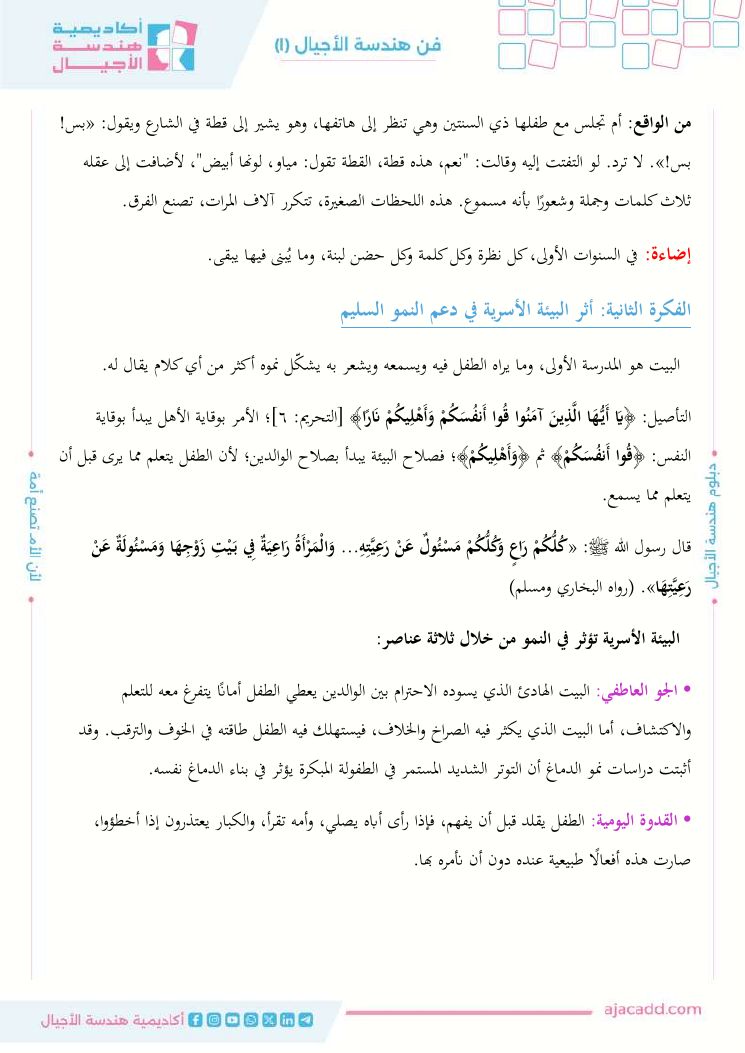 أكاديمية
هندسة
الأجيال
فن هندسة الأجيال (١)
من الواقع: أم تجلس مع طفلها ذي السنتين وهي تنظر إلى هاتفها، وهو يشير إلى قطة في الشارع ويقول: «بس!
بس!». لا ترد. لو التفتت إليه وقالت: "نعم، هذه قطة، القطة تقول: مياو، لونها أبيض"، لأضافت إلى عقله
ثلاث كلمات وجملة وشعورًا بأنه مسموع. هذه اللحظات الصغيرة، تتكرر آلاف المرات، تصنع الفرق.
إضاءة: في السنوات الأولى، كل نظرة وكل كلمة وكل حضن لبنة، وما يُبنى فيها يبقى.
الفكرة الثانية: أثر البيئة الأسرية في دعم النمو السليم
البيت هو المدرسة الأولى، وما يراه الطفل فيه ويسمعه ويشعر به يشكّل نموه أكثر من أي كلام يقال له.
التأصيل: ﴿يَا أَيُّهَا الَّذِينَ آمَنُوا قُوا أَنفُسَكُمْ وَأَهْلِيكُمْ نَارًا﴾ [التحريم: ٦]؛ الأمر بوقاية الأهل يبدأ بوقاية
النفس: ﴿قُوا أَنفُسَكُمْ﴾ ثم ﴿وَأَهْلِيكُمْ﴾؛ فصلاح البيئة يبدأ بصلاح الوالدين؛ لأن الطفل يتعلم مما يرى قبل أن
يتعلم مما يسمع.
قال رسول الله ﷺ: «كُلُّكُمْ رَاعٍ وَكُلُّكُمْ مَسْئُولٌ عَنْ رَعِيَّتِهِ... وَالْمَرْأَةُ رَاعِيَةٌ فِي بَيْتِ زَوْجِهَا وَمَسْئُولَةٌ عَنْ
رَعِيَّتِهَا». (رواه البخاري ومسلم)
البيئة الأسرية تؤثر في النمو من خلال ثلاثة عناصر:
• الجو العاطفي: البيت الهادئ الذي يسوده الاحترام بين الوالدين يعطي الطفل أمانًا يتفرغ معه للتعلم
والاكتشاف، أما البيت الذي يكثر فيه الصراخ والخلاف، فيستهلك فيه الطفل طاقته في الخوف والترقب. وقد
أثبتت دراسات نمو الدماغ أن التوتر الشديد المستمر في الطفولة المبكرة يؤثر في بناء الدماغ نفسه.
• القدوة اليومية: الطفل يقلد قبل أن يفهم، فإذا رأى أباه يصلي، وأمه تقرأ، والكبار يعتذرون إذا أخطؤوا،
صارت هذه أفعالًا طبيعية عنده دون أن نأمره بها.
دبلوم هندسة الأجيال
لأن الأم تصنع أمة
أكاديمية هندسة الأجيال
ajacadd.com